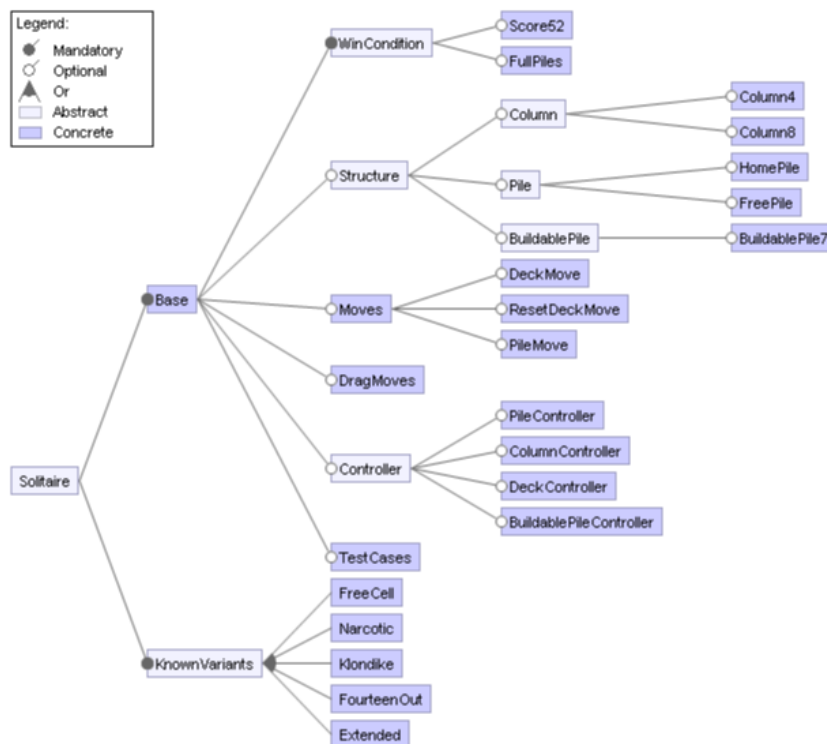 Legend:
Mandatory
Optional
Or
Abstract
Concrete
Solitaire
Base
WinCondition
Score52
FullPiles
Structure
Column
Column4
Column8
Pile
HomePile
FreePile
BuildablePile
BuildablePile7
Moves
DeckMove
ResetDeckMove
PileMove
DragMoves
Controller
PileController
ColumnController
DeckController
BuildablePileController
TestCases
KnownVariants
FreeCell
Narcotic
Klondike
FourteenOut
Extended